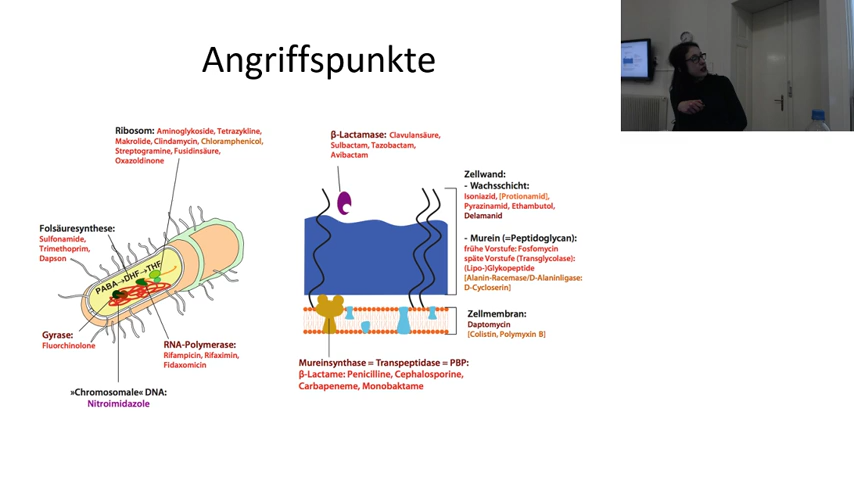 Angriffspunkte
Ribosom: Aminoglykoside, Tetrazykline,
Makrolide, Clindamycin, Chloramphenicol,
Streptogramine, Fusidinsäure,
Oxazoldinone
β-Lactamase: Clavulansäure,
Sulbactam, Tazobactam,
Avibactam
Zellwand:
- Wachsschicht:
Isoniazid, [Protionamid],
Pyrazinamid, Ethambutol,
Delamanid
- Murein (=Peptidoglycan):
frühe Vorstufe: Fosfomycin
späte Vorstufe (Transglycolase):
(Lipo-)Glykopeptide
[Alanin-Racemase/D-Alaninligase:
D-Cycloserin]
Folsäuresynthese:
Sulfonamide,
Trimethoprim,
Dapson
PABA→DHF→THF
Gyrase:
Fluorchinolone
RNA-Polymerase:
Rifampicin, Rifaximin,
Fidaxomicin
»Chromosomale« DNA:
Nitroimidazole
Zellmembran:
Daptomycin
[Colistin, Polymyxin B]
Mureinsynthase = Transpeptidase = PBP:
β-Lactame: Penicilline, Cephalosporine,
Carbapeneme, Monobaktame